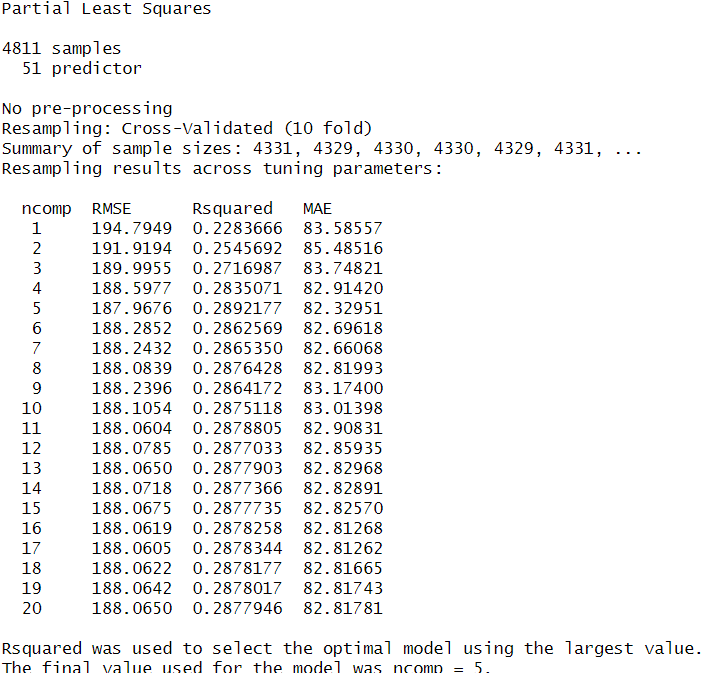 Partial Least Squares
4811 samples
51 predictor
No pre-processing
Resampling: Cross-Validated (10 fold)
Summary of sample sizes: 4331, 4329, 4330, 4330, 4329, 4331, ...
Resampling results across tuning parameters:
ncomp RMSE Rsquared MAE
1 194.7949 0.2283666 83.58557
2 191.9194 0.2545692 85.48516
3 189.9955 0.2716987 83.74821
4 188.5977 0.2835071 82.91420
5 187.9676 0.2892177 82.32951
6 188.2852 0.2862569 82.69618
7 188.2432 0.2865350 82.66068
8 188.0839 0.2876428 82.81993
9 188.2396 0.2864172 83.17400
10 188.1054 0.2875118 83.01398
11 188.0604 0.2878805 82.90831
12 188.0785 0.2877033 82.85935
13 188.0650 0.2877903 82.82968
14 188.0718 0.2877366 82.82891
15 188.0675 0.2877735 82.82570
16 188.0619 0.2878258 82.81268
17 188.0605 0.2878344 82.81262
18 188.0622 0.2878177 82.81665
19 188.0642 0.2878017 82.81743
20 188.0650 0.2877946 82.81781
Rsquared was used to select the optimal model using the largest value.
The final value used for the model was ncomp = 5.